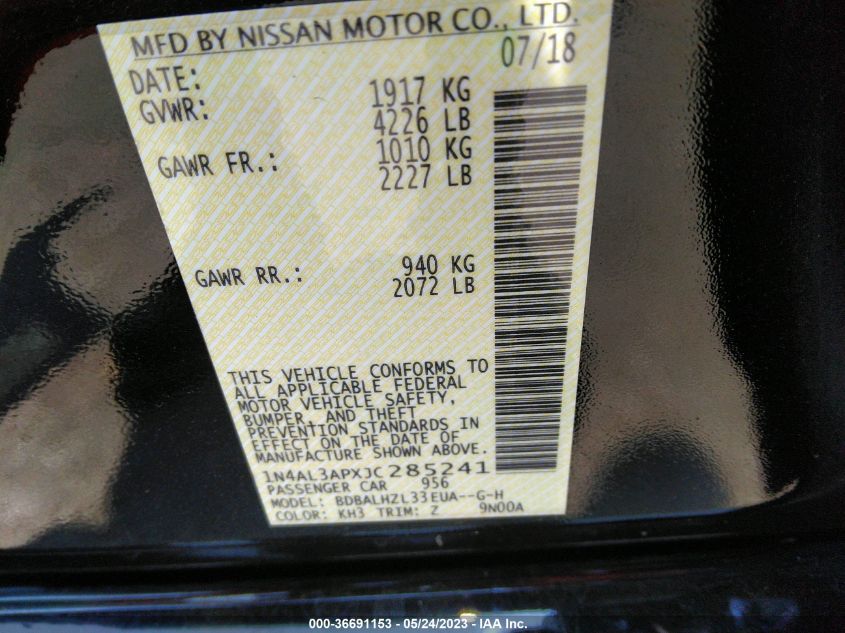 MFD BY NISSAN MOTOR CO., LTD.
DATE: 07/18
GVWR: 1917 KG
4226 LB
GAWR FR.: 1010 KG
2227 LB
GAWR RR.: 940 KG
2072 LB
THIS VEHICLE CONFORMS TO
ALL APPLICABLE FEDERAL
MOTOR VEHICLE SAFETY,
BUMPER, AND THEFT
PREVENTION STANDARDS IN
EFFECT ON THE DATE OF
MANUFACTURE SHOWN ABOVE.
1N4AL3APXJC285241
PASSENGER CAR 956
MODEL: BDBALHZL33EUA--G-H
COLOR: KH3 TRIM: Z 9N00A
000-36691153 - 05/24/2023 - IAA Inc.